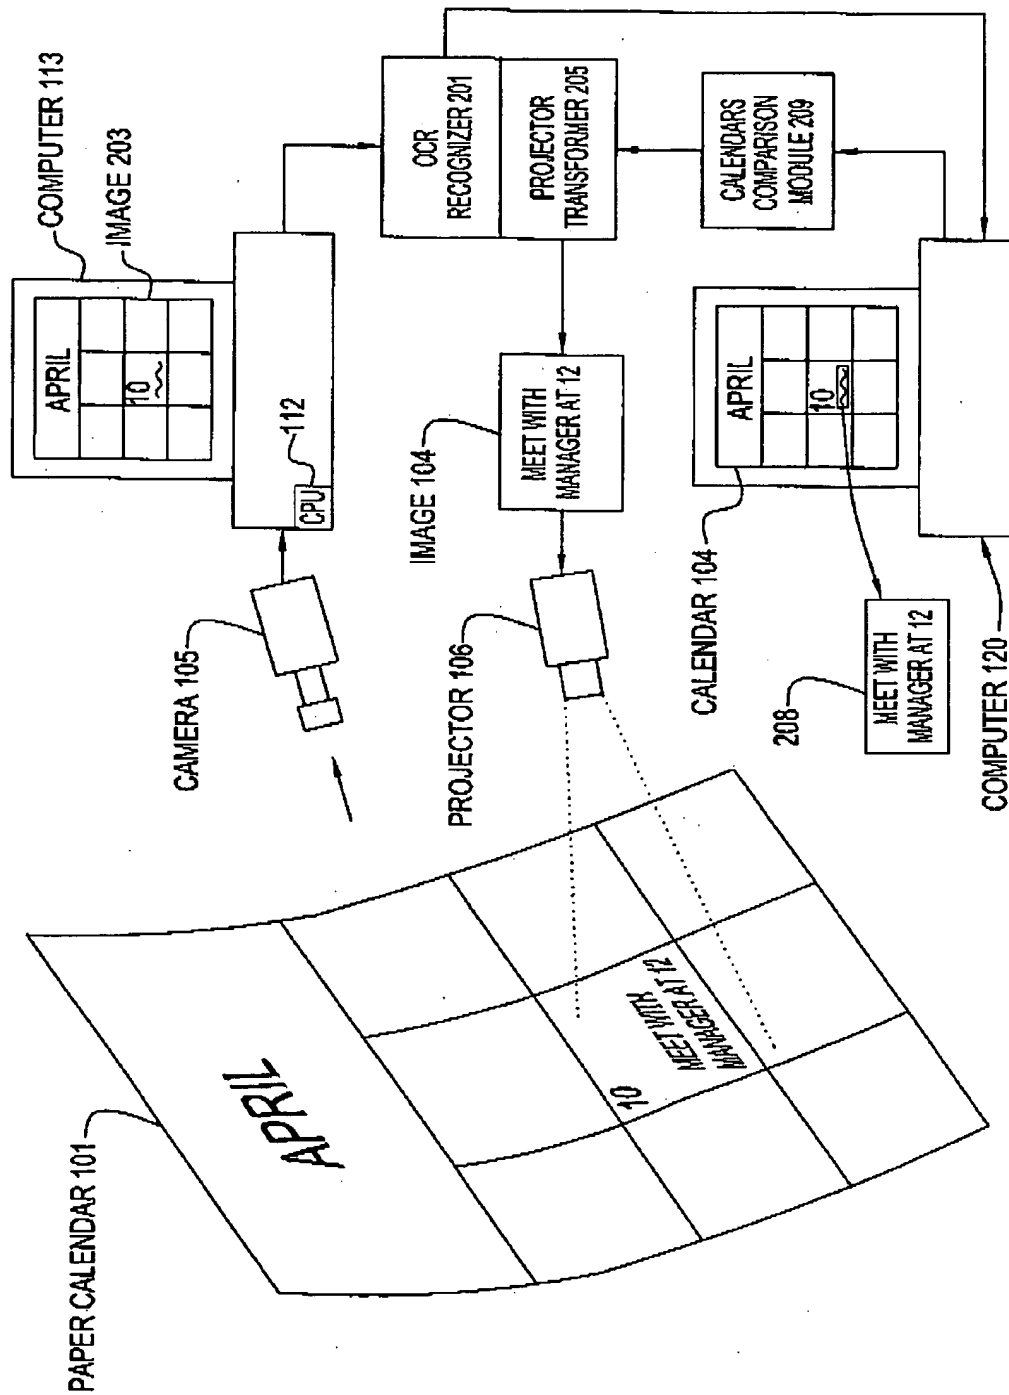 PAPER CALENDAR 101
APRIL
10
MEET WITH
MANAGER AT 12
CAMERA 105
PROJECTOR 106
COMPUTER 113
IMAGE 203
APRIL
10
112
CPU
IMAGE 104
MEET WITH
MANAGER AT 12
OCR
RECOGNIZER 201
PROJECTOR
TRANSFORMER 205
CALENDARS
COMPARISON
MODULE 209
CALENDAR 104
APRIL
10
208
MEET WITH
MANAGER AT 12
COMPUTER 120